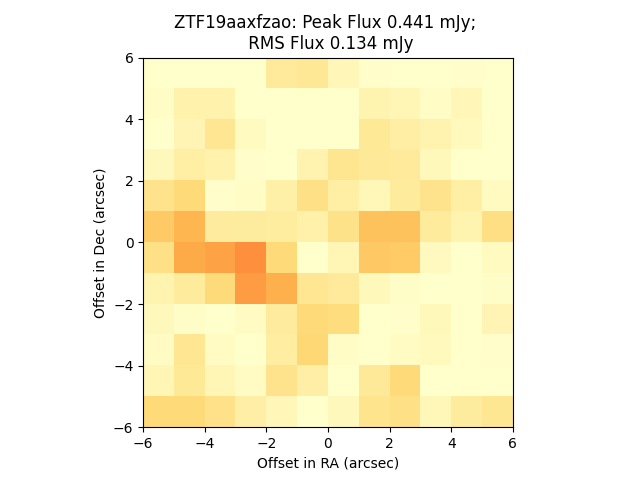 ZTF19aaxfzao: Peak Flux 0.441 mJy;
RMS Flux 0.134 mJy
6
4
2
0
−2
−4
−6
Offset in Dec (arcsec)
−6 −4 −2 0 2 4 6
Offset in RA (arcsec)